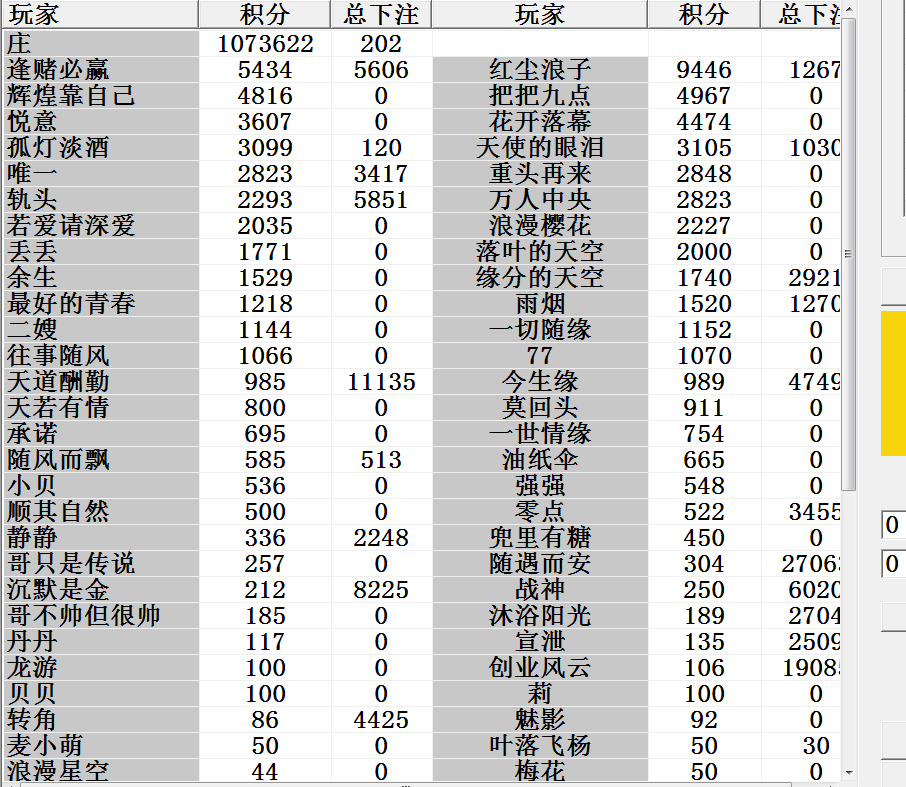 玩家 积分 总下注 玩家 积分 总下注
庄 1073622 202
逢赌必赢 5434 5606 红尘浪子 9446 1267
辉煌靠自己 4816 0 把把九点 4967 0
悦意 3607 0 花开落幕 4474 0
孤灯淡酒 3099 120 天使的眼泪 3105 1030
唯一 2823 3417 重头再来 2848 0
轨头 2293 5851 万人中央 2823 0
若爱请深爱 2035 0 浪漫樱花 2227 0
丢丢 1771 0 落叶的天空 2000 0
余生 1529 0 缘分的天空 1740 2921
最好的青春 1218 0 雨烟 1520 1270
二嫂 1144 0 一切随缘 1152 0
往事随风 1066 0 77 1070 0
天道酬勤 985 11135 今生缘 989 4749
天若有情 800 0 莫回头 911 0
承诺 695 0 一世情缘 754 0
随风而飘 585 513 油纸伞 665 0
小贝 536 0 强强 548 0
顺其自然 500 0 零点 522 3455
静静 336 2248 兜里有糖 450 0
哥只是传说 257 0 随遇而安 304 2706
沉默是金 212 8225 战神 250 6020
哥不帅但很帅 185 0 沐浴阳光 189 2704
丹丹 117 0 宣泄 135 2509
龙游 100 0 创业风云 106 1908
贝贝 100 0 莉 100 0
转角 86 4425 魅影 92 0
麦小萌 50 0 叶落飞杨 50 30
浪漫星空 44 0 梅花 50 0
0
0